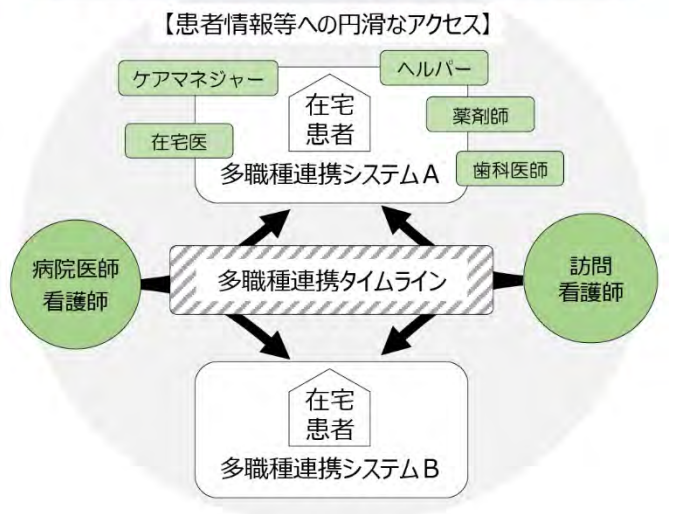 【患者情報等への円滑なアクセス】
ケアマネジャー
ヘルパー
在宅
患者
薬剤師
在宅医
歯科医師
多職種連携システムA
病院医師
看護師
多職種連携タイムライン
訪問
看護師
在宅
患者
多職種連携システムB